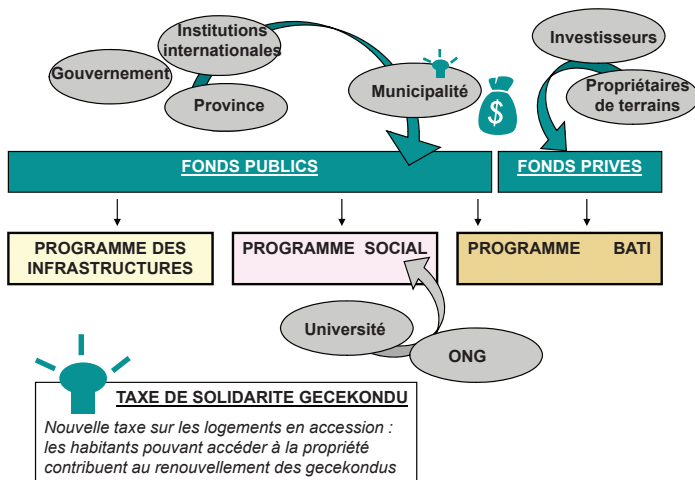 Institutions
internationales
Gouvernement
Province
Municipalité
$
Investisseurs
Propriétaires
de terrains
FONDS PUBLICS
FONDS PRIVES
PROGRAMME DES
INFRASTRUCTURES
PROGRAMME SOCIAL
PROGRAMME BATI
Université
ONG
TAXE DE SOLIDARITE GECEKONDU
Nouvelle taxe sur les logements en accession :
les habitants pouvant accéder à la propriété
contribuent au renouvellement des gecekondus